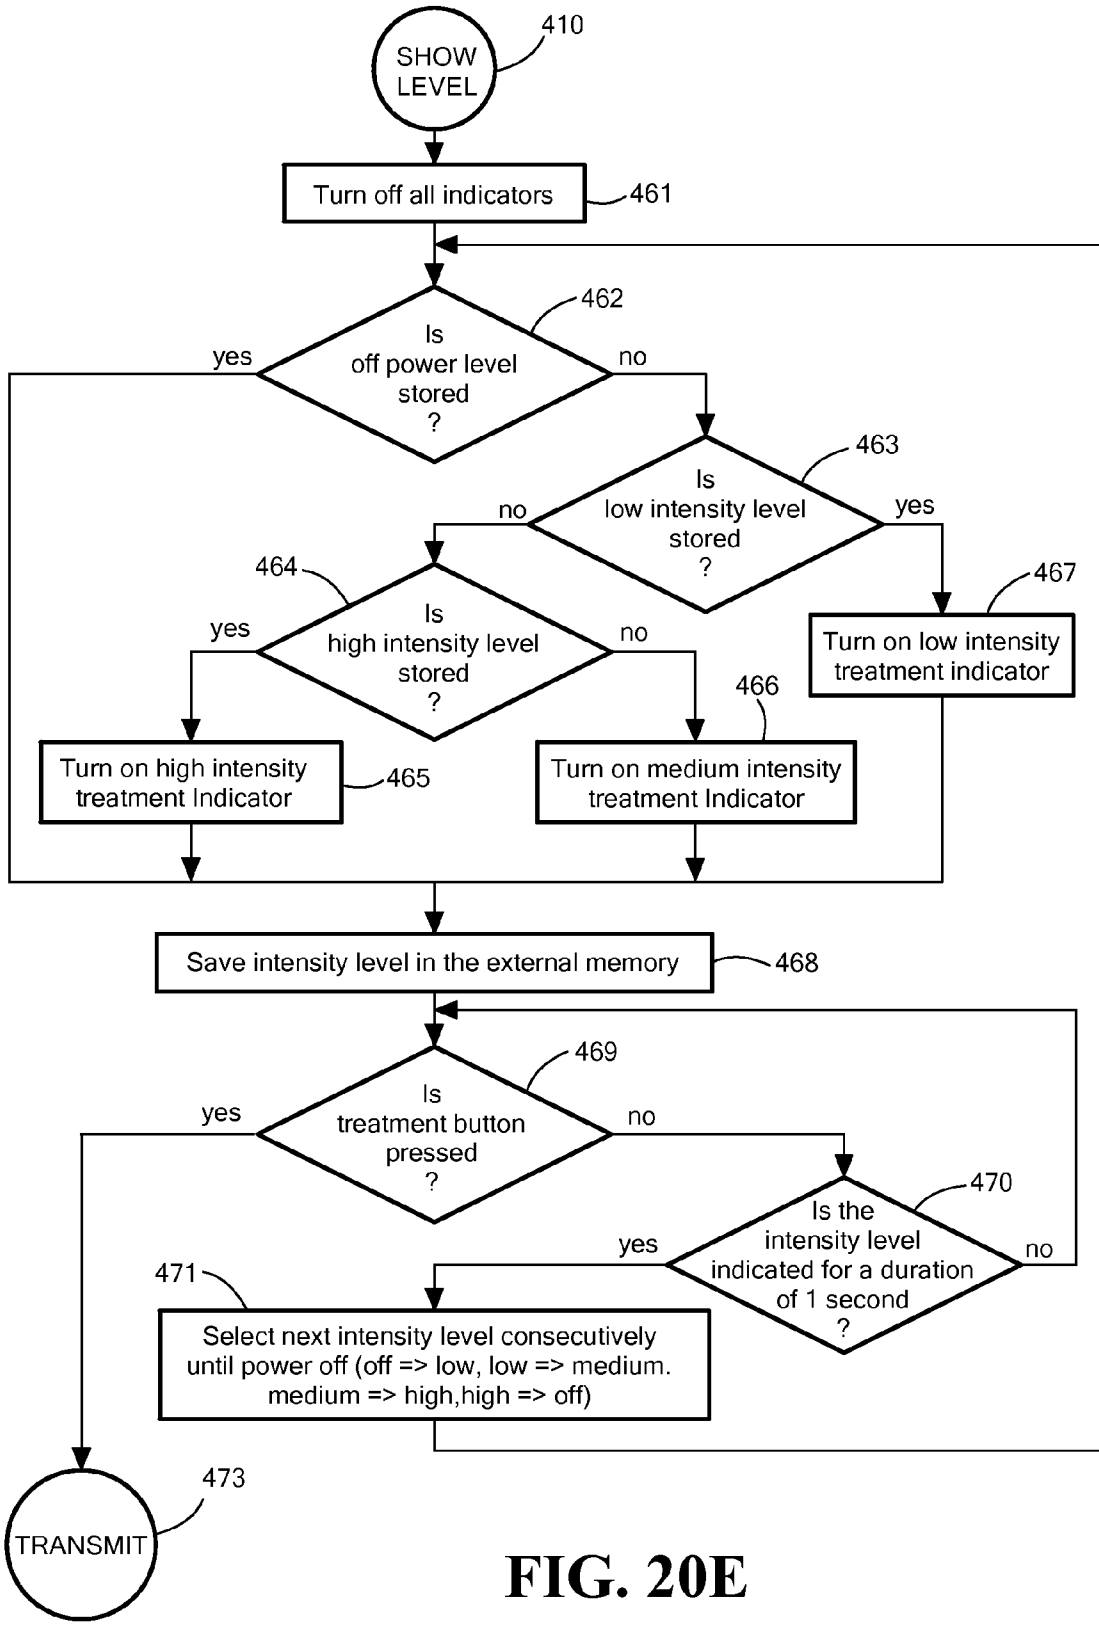 410
SHOW
LEVEL
Turn off all indicators
461
462
Is
off power level
stored
?
yes
no
463
Is
low intensity level
stored
?
no
yes
464
Is
high intensity level
stored
?
yes
no
467
Turn on low intensity
treatment indicator
466
Turn on high intensity
treatment Indicator
465
Turn on medium intensity
treatment Indicator
Save intensity level in the external memory
468
469
Is
treatment button
pressed
?
yes
no
470
Is the
intensity level
indicated for a duration
of 1 second
?
yes
no
471
Select next intensity level consecutively
until power off (off => low, low => medium.
medium => high,high => off)
473
TRANSMIT
FIG. 20E